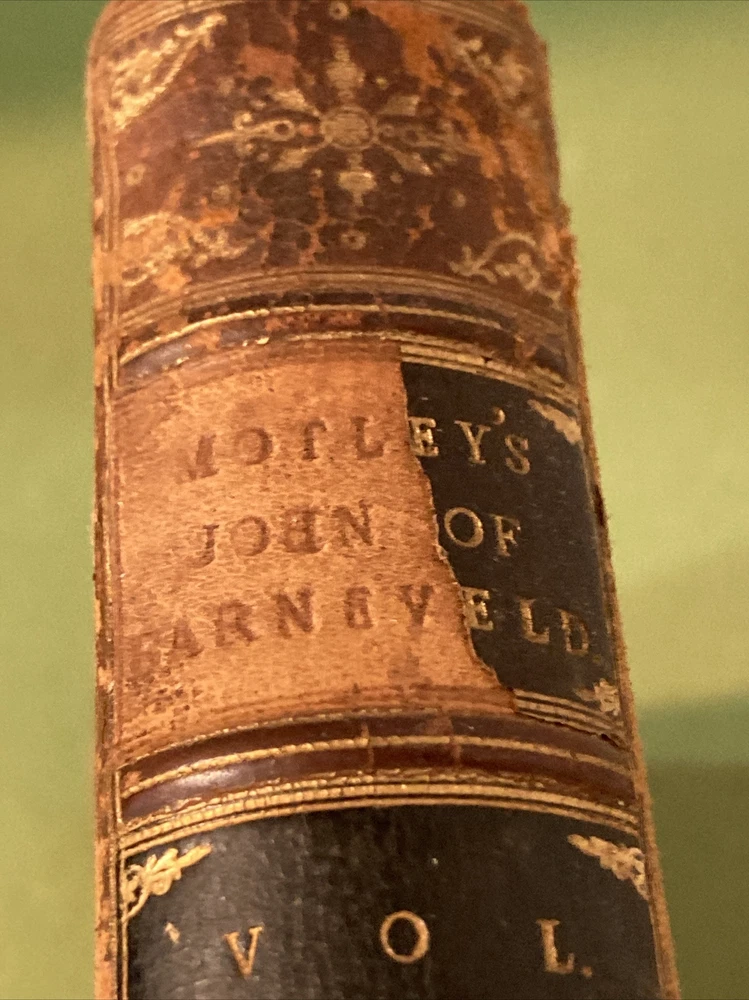 MOTLEY'S
JOHN OF
BARNEVELD.
VOL.